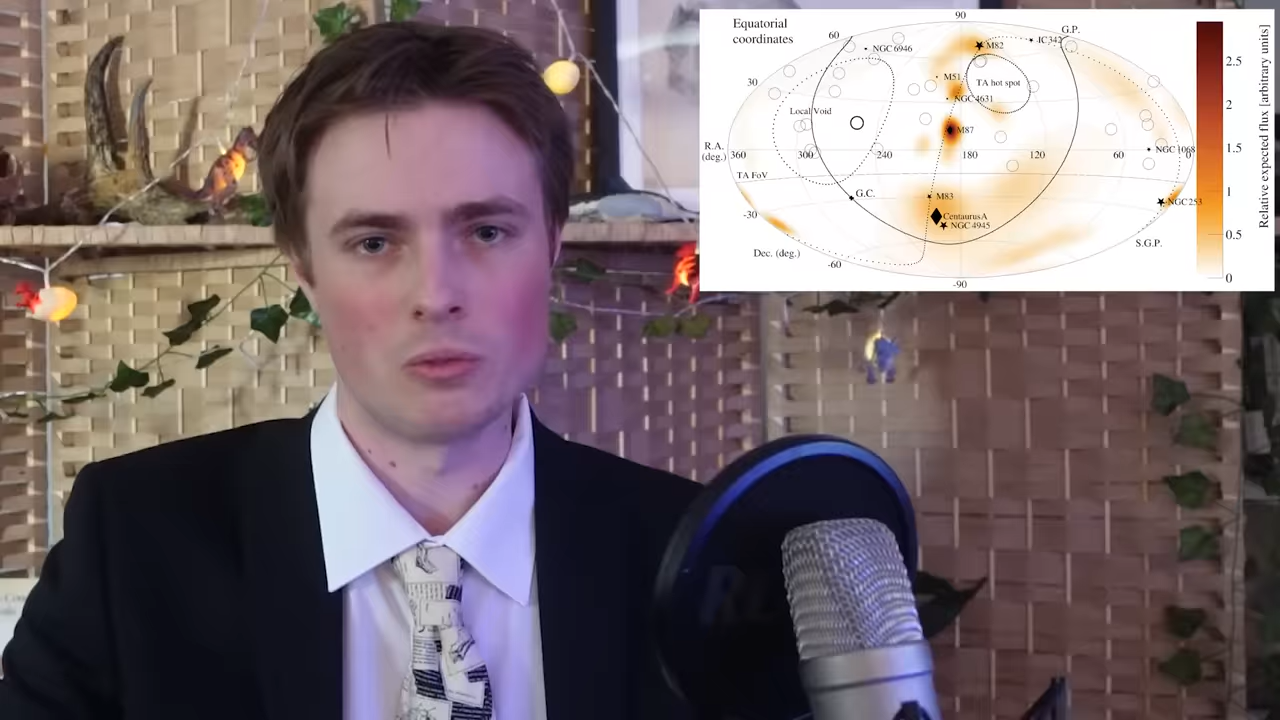 Equatorial
coordinates
90
G.P.
60
NGC 6946
M82
IC 342
30
M51
TA hot spot
NGC 4631
Local Void
M87
R.A.
(deg.)
360
300
240
180
120
60
0
NGC 1068
TA FoV
G.C.
M83
NGC 253
-30
Centaurus A
NGC 4945
S.G.P.
Dec. (deg.)
-60
-90
2.5
2
1.5
1
0.5
0
Relative expected flux [arbitrary units]